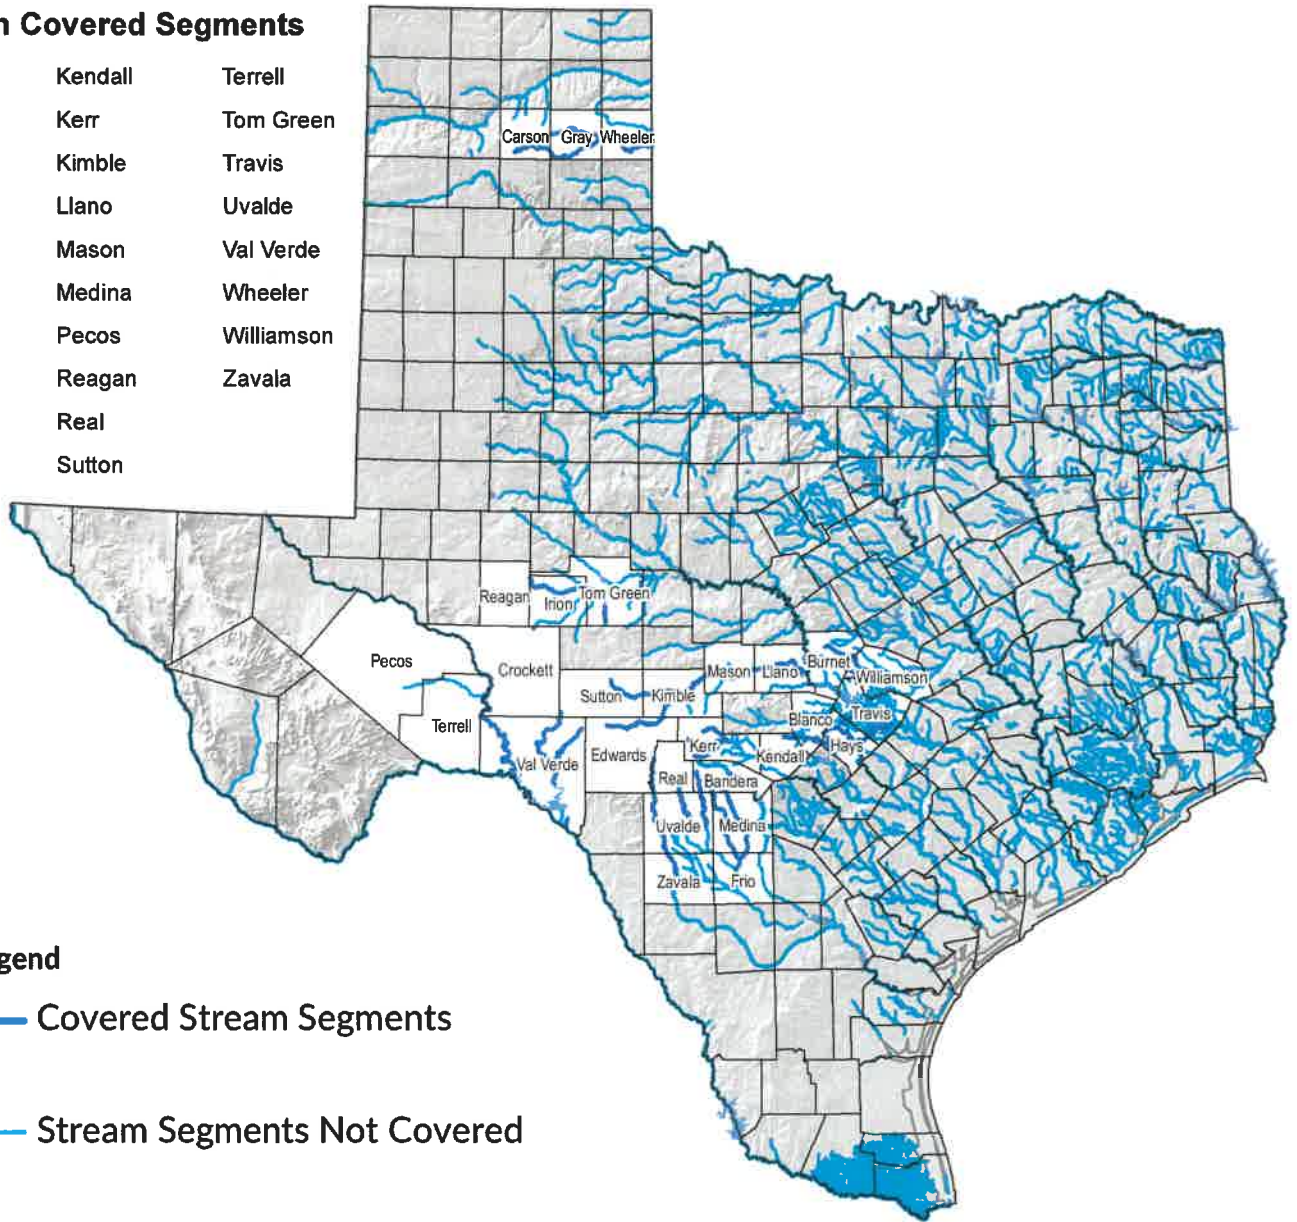 n Covered Segments
Kendall Terrell
Kerr Tom Green
Kimble Travis
Llano Uvalde
Mason Val Verde
Medina Wheeler
Pecos Williamson
Reagan Zavala
Real
Sutton
Carson Gray Wheeler
Reagan Irion Tom Green
Pecos Crockett Mason Llano Burnet Williamson
Sutton Kimble
Terrell Blanco Travis
Val Verde Edwards Kerr Kendall Hays
Real Bandera
Uvalde Medina
Zavala Frio
gend
Covered Stream Segments
Stream Segments Not Covered